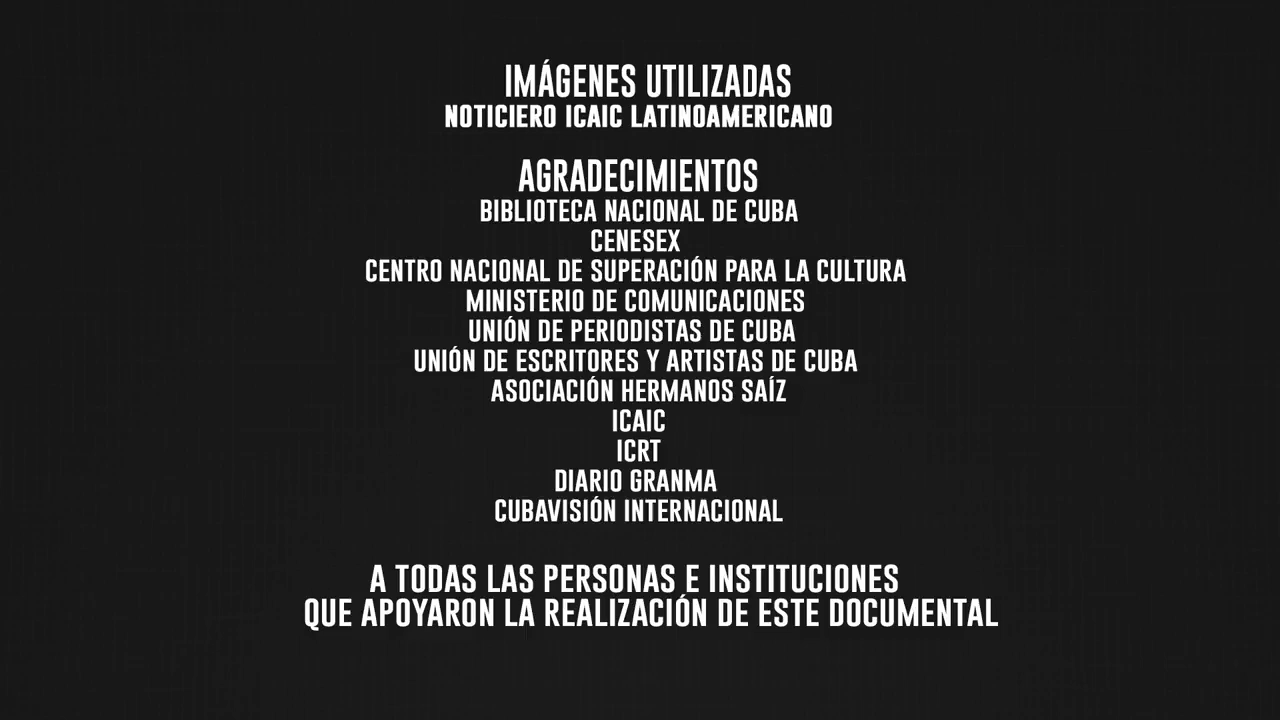 IMÁGENES UTILIZADAS
NOTICIERO ICAIC LATINOAMERICANO
AGRADECIMIENTOS
BIBLIOTECA NACIONAL DE CUBA
CENESEX
CENTRO NACIONAL DE SUPERACIÓN PARA LA CULTURA
MINISTERIO DE COMUNICACIONES
UNIÓN DE PERIODISTAS DE CUBA
UNIÓN DE ESCRITORES Y ARTISTAS DE CUBA
ASOCIACIÓN HERMANOS SAÍZ
ICAIC
ICRT
DIARIO GRANMA
CUBAVISIÓN INTERNACIONAL
A TODAS LAS PERSONAS E INSTITUCIONES
QUE APOYARON LA REALIZACIÓN DE ESTE DOCUMENTAL